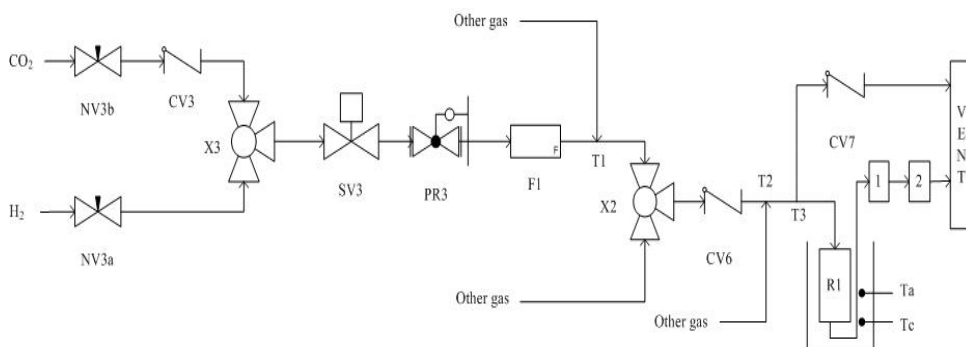 Other gas
CO₂
NV3b
CV3
X3
SV3
PR3
F
F1
T1
H₂
NV3a
Other gas
X2
CV6
T2
Other gas
T3
CV7
1
2
VENT
R1
Ta
Tc